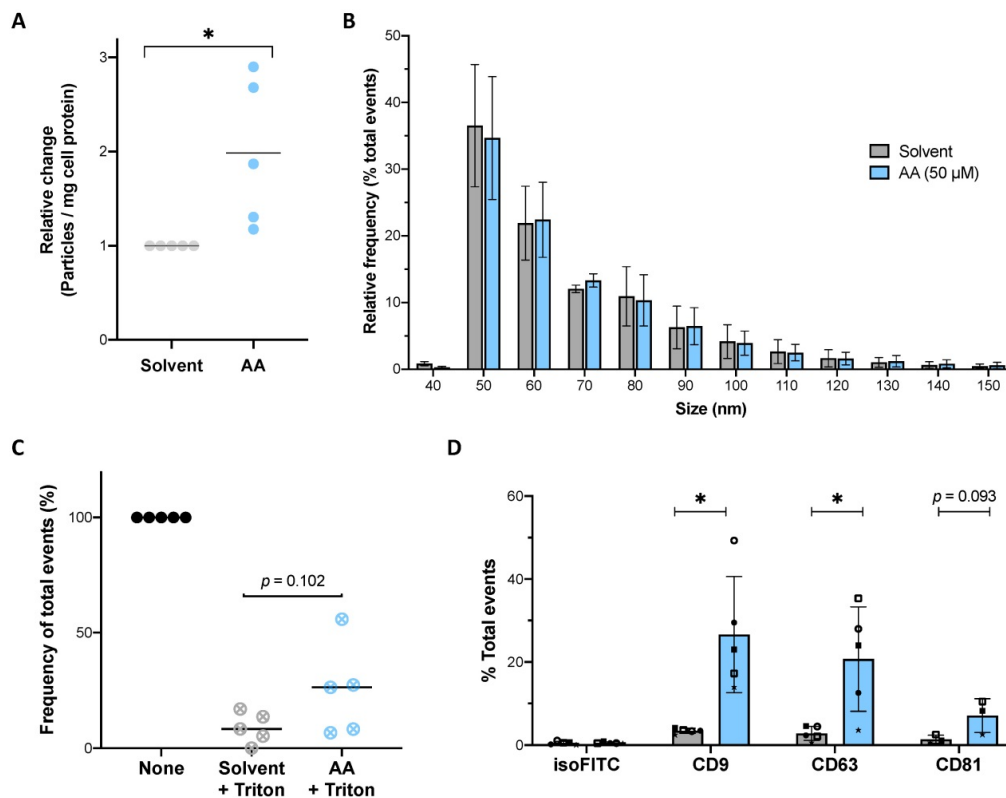 A
*
Relative change
(Particles / mg cell protein)
3
2
1
0
Solvent
AA
B
Relative frequency (% total events)
50
40
30
20
10
0
Solvent
AA (50 µM)
40
50
60
70
80
90
100
110
120
130
140
150
Size (nm)
C
Frequency of total events (%)
100
50
0
p = 0.102
None
Solvent
+ Triton
AA
+ Triton
D
% Total events
60
40
20
0
*
*
p = 0.093
isoFITC
CD9
CD63
CD81